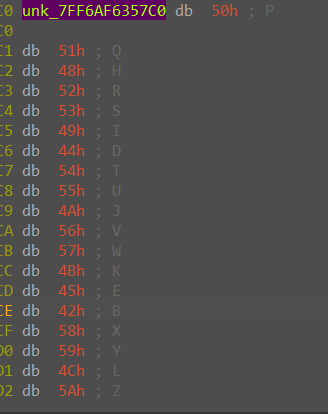 C0 unk_7FF6AF6357C0 db 50h ; P
C0
C1 db 51h ; Q
C2 db 48h ; H
C3 db 52h ; R
C4 db 53h ; S
C5 db 49h ; I
C6 db 44h ; D
C7 db 54h ; T
C8 db 55h ; U
C9 db 4Ah ; J
CA db 56h ; V
CB db 57h ; W
CC db 4Bh ; K
CD db 45h ; E
CE db 42h ; B
CF db 58h ; X
D0 db 59h ; Y
D1 db 4Ch ; L
D2 db 5Ah ; Z